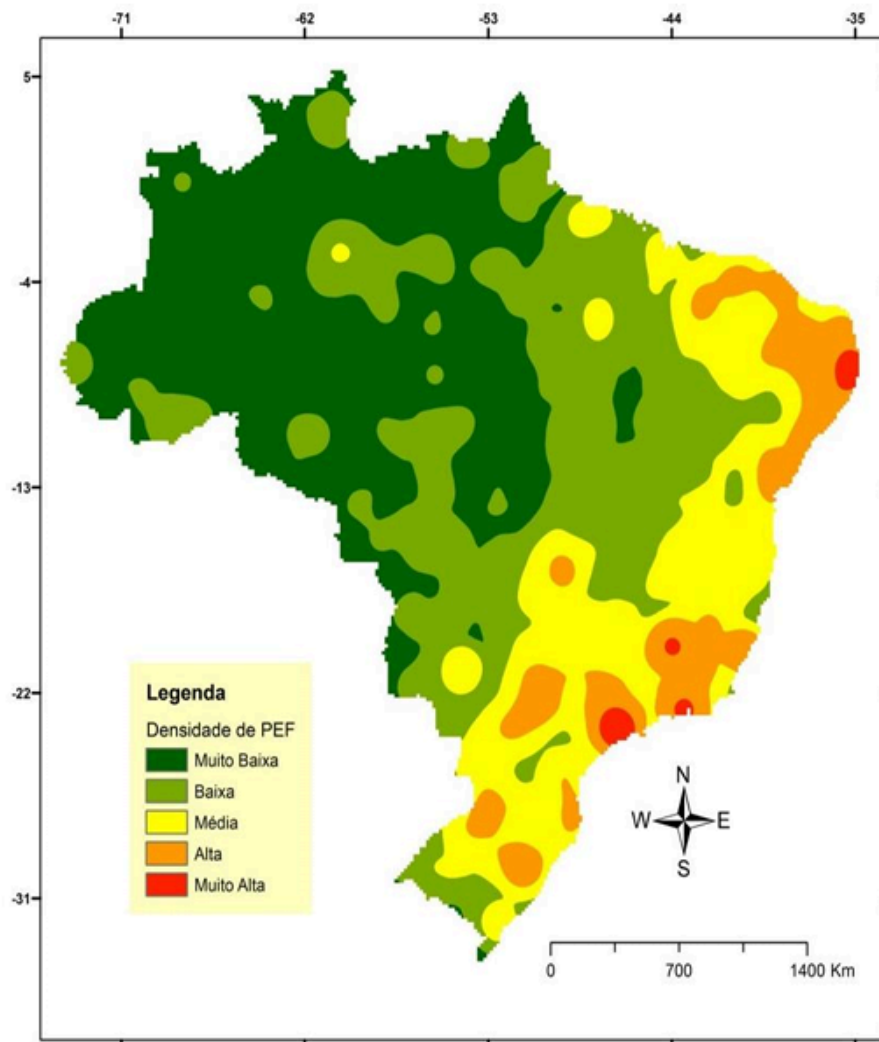 -71 -62 -53 -44 -35
5
-4
-13
-22
-31
Legenda
Densidade de PEF
Muito Baixa
Baixa
Média
Alta
Muito Alta
N
W E
S
0 700 1400 Km